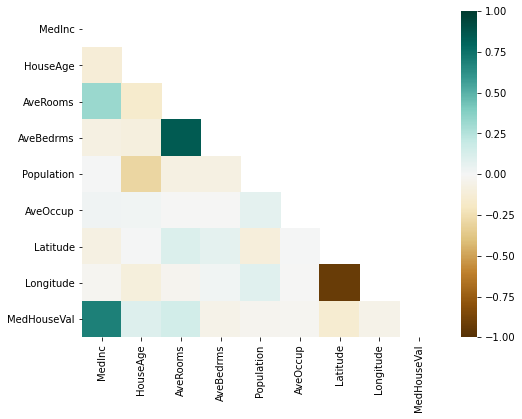 MedInc
HouseAge
AveRooms
AveBedrms
Population
AveOccup
Latitude
Longitude
MedHouseVal
MedInc
HouseAge
AveRooms
AveBedrms
Population
AveOccup
Latitude
Longitude
MedHouseVal
1.00
0.75
0.50
0.25
0.00
−0.25
−0.50
−0.75
−1.00